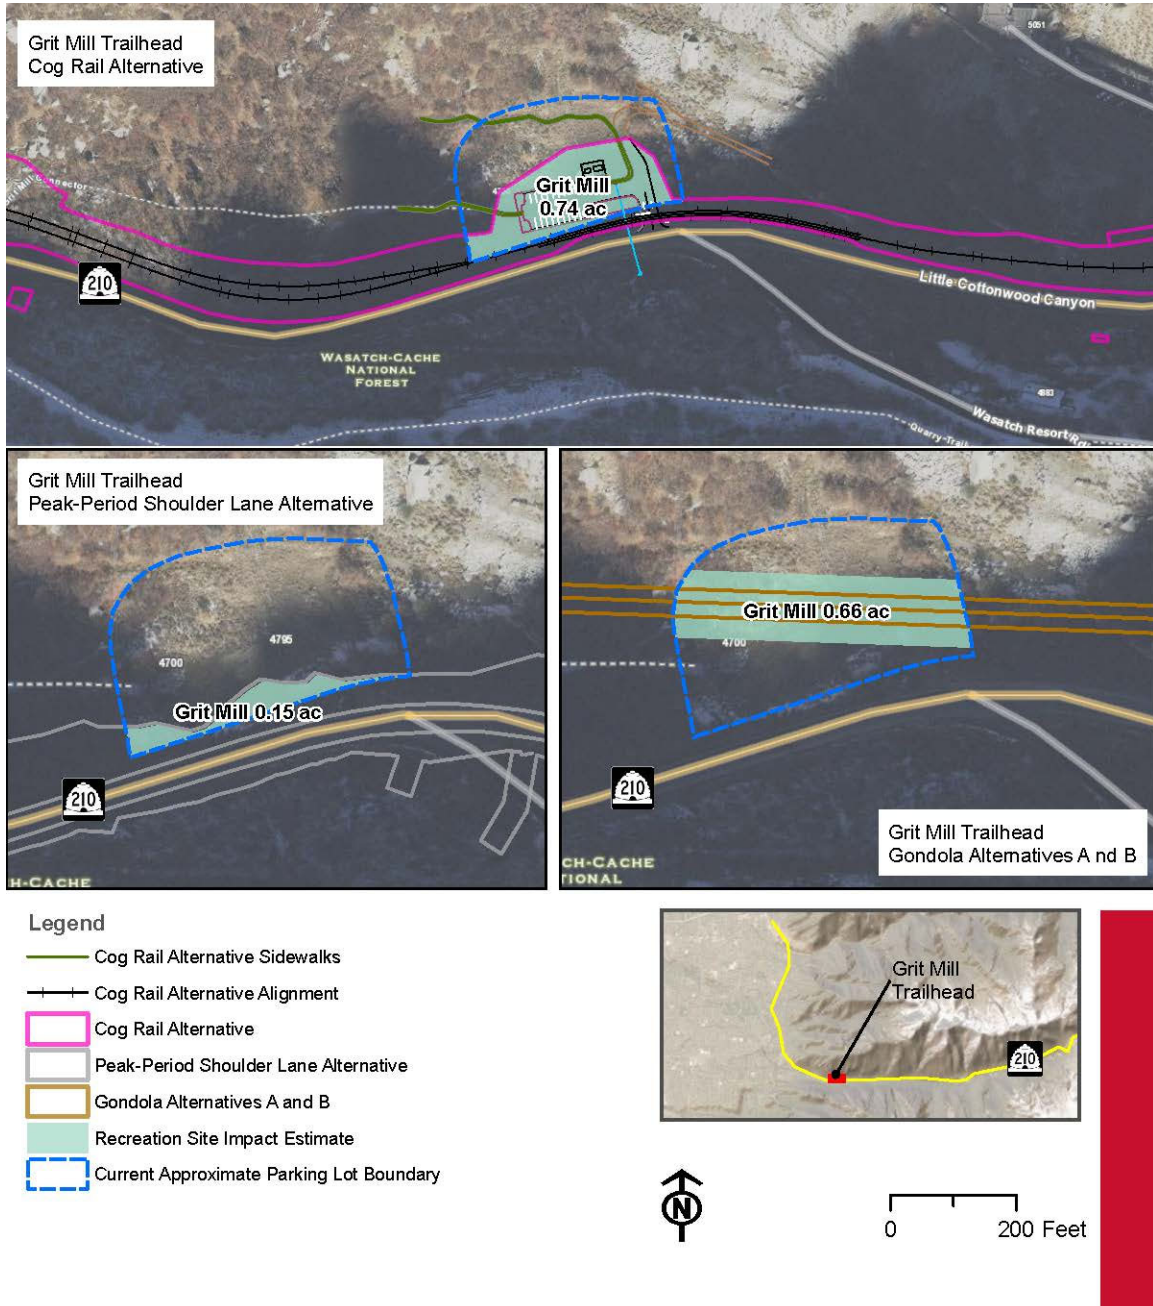 Grit Mill Trailhead
Cog Rail Alternative
5051
Grit Mill
0.74 ac
210
Little Cottonwood Canyon
WASATCH-CACHE
NATIONAL
FOREST
Wasatch Resort Rd
Grit Mill Trailhead
Peak-Period Shoulder Lane Alternative
4795
4700
Grit Mill 0.15 ac
210
H-CACHE
Grit Mill 0.66 ac
4700
210
CH-CACHE
TIONAL
Grit Mill Trailhead
Gondola Alternatives A nd B
Legend
Cog Rail Alternative Sidewalks
Cog Rail Alternative Alignment
Cog Rail Alternative
Peak-Period Shoulder Lane Alternative
Gondola Alternatives A and B
Recreation Site Impact Estimate
Current Approximate Parking Lot Boundary
Grit Mill
Trailhead
210
N
0 200 Feet